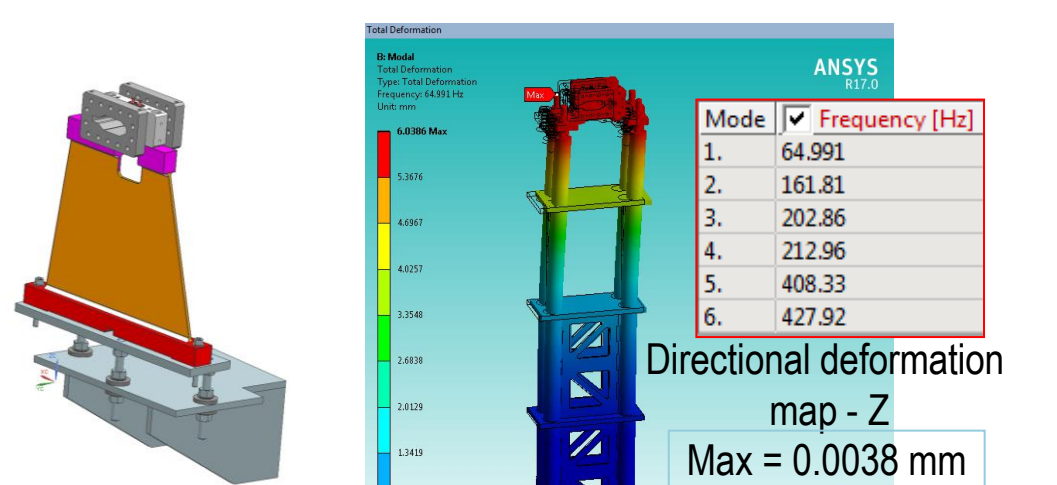 Total Deformation
B: Modal
Total Deformation
Type: Total Deformation
Frequency: 64.991 Hz
Unit: mm
6.0386 Max
5.3676
4.6967
4.0257
3.3548
2.6838
2.0129
1.3419
Max
ANSYS
R17.0
Mode Frequency [Hz]
1. 64.991
2. 161.81
3. 202.86
4. 212.96
5. 408.33
6. 427.92
Directional deformation
map - Z
Max = 0.0038 mm